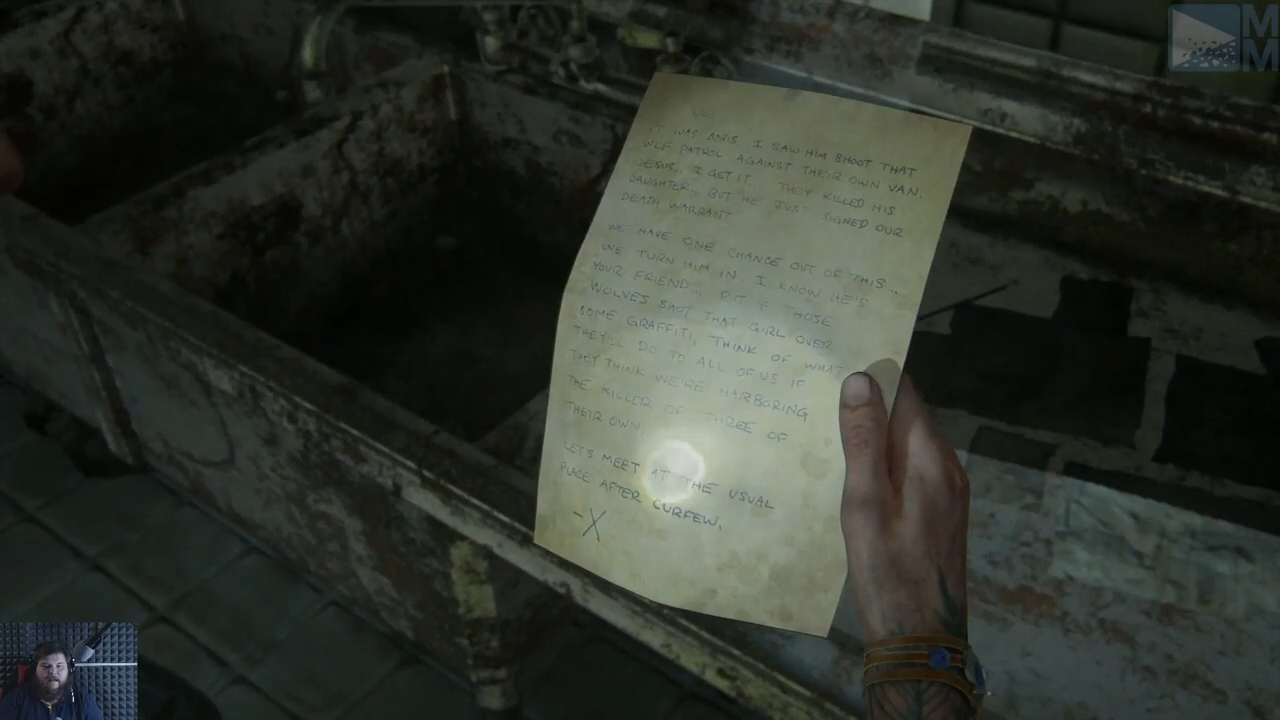 IT WAS BORIS. I SAW HIM SHOOT THAT
WLF PATROL AGAINST THEIR OWN VAN.
JESUS... I GET IT... THEY KILLED HIS
DAUGHTER... BUT HE JUST SIGNED OUR
DEATH WARRANT.
WE HAVE ONE CHANCE OUT OF THIS...
WE TURN HIM IN. I KNOW HE'S
YOUR FRIEND... BUT IF THOSE
WOLVES SHOT THAT GIRL OVER
SOME GRAFFITI, THINK OF WHAT
THEY'LL DO TO ALL OF US IF
THEY THINK WE'RE HARBORING
THE KILLER OF THREE OF
THEIR OWN.
LET'S MEET AT THE USUAL
PLACE AFTER CURFEW.
-X
M
M